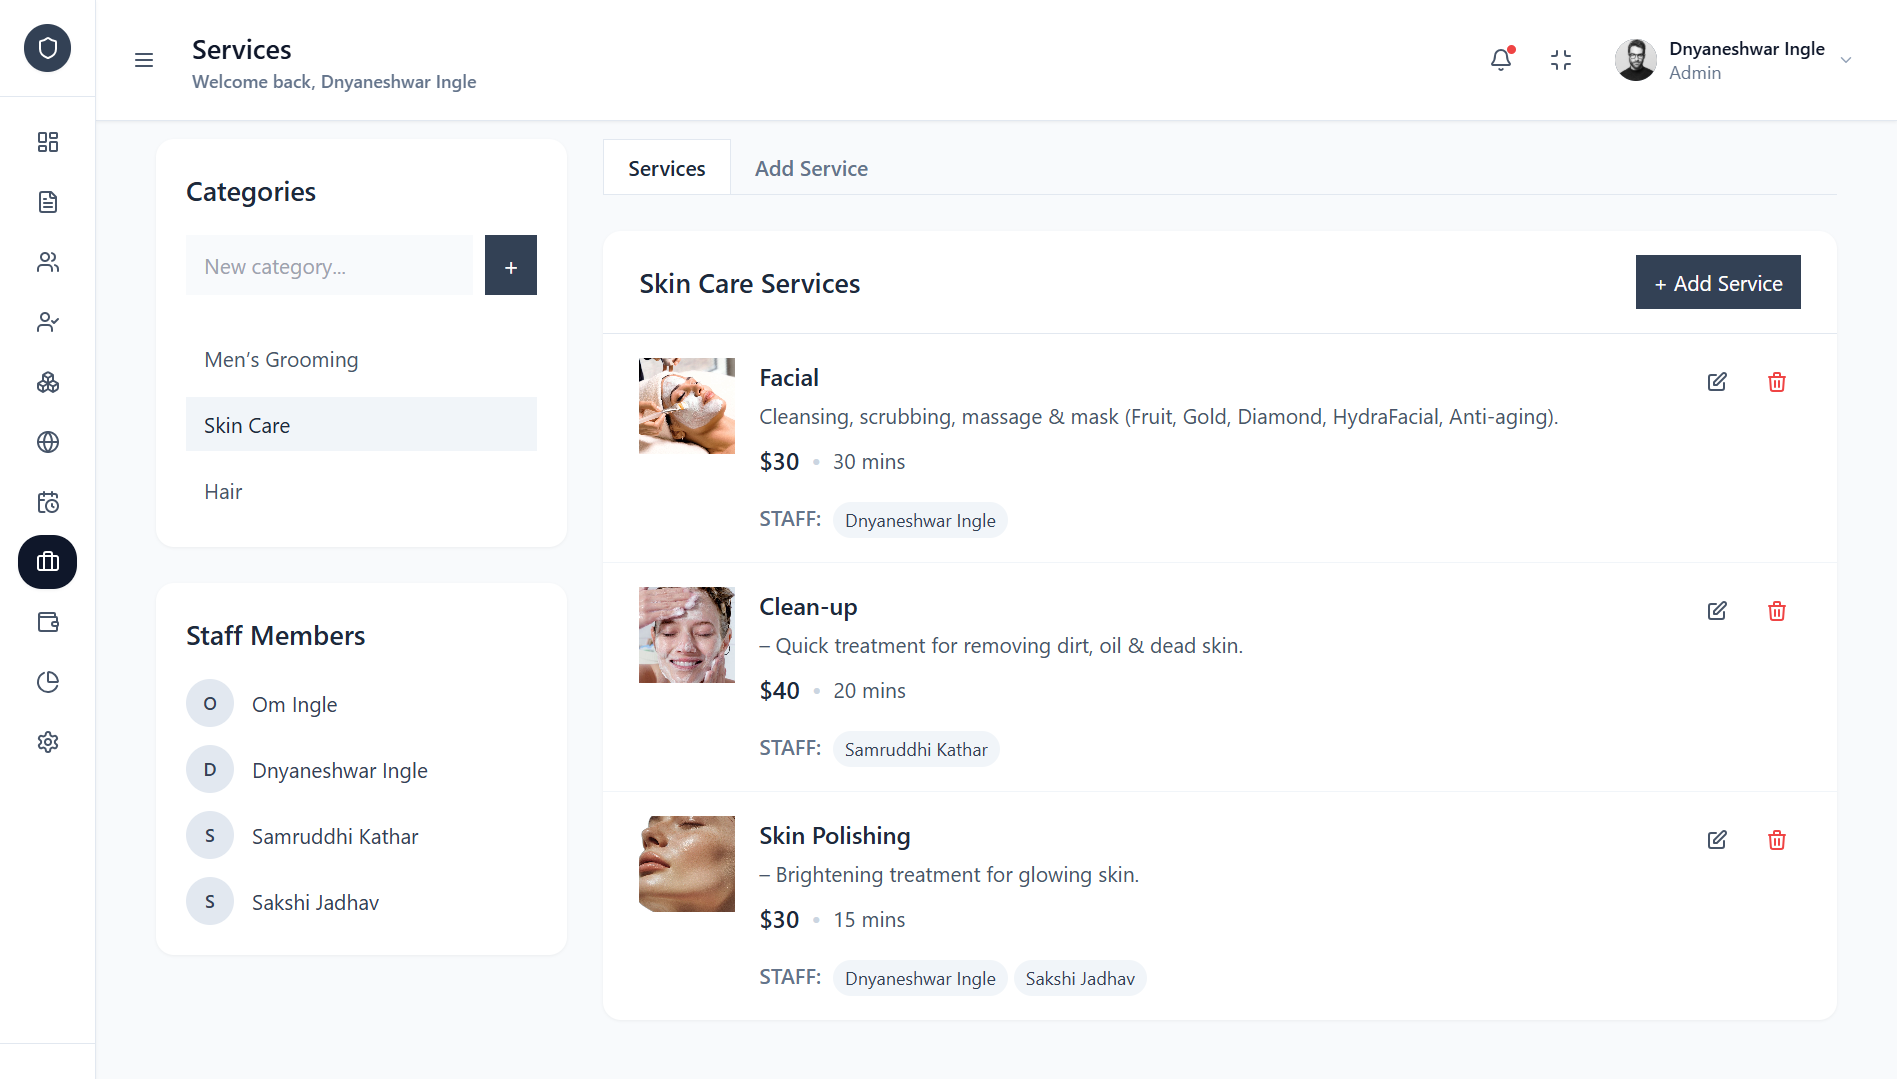 Services
Welcome back, Dnyaneshwar Ingle
Dnyaneshwar Ingle
Admin
Categories
New category...
+
Men’s Grooming
Skin Care
Hair
Staff Members
O Om Ingle
D Dnyaneshwar Ingle
S Samruddhi Kathar
S Sakshi Jadhav
Services Add Service
Skin Care Services
+ Add Service
Facial
Cleansing, scrubbing, massage & mask (Fruit, Gold, Diamond, HydraFacial, Anti-aging).
$30 • 30 mins
STAFF: Dnyaneshwar Ingle
Clean-up
– Quick treatment for removing dirt, oil & dead skin.
$40 • 20 mins
STAFF: Samruddhi Kathar
Skin Polishing
– Brightening treatment for glowing skin.
$30 • 15 mins
STAFF: Dnyaneshwar Ingle Sakshi Jadhav